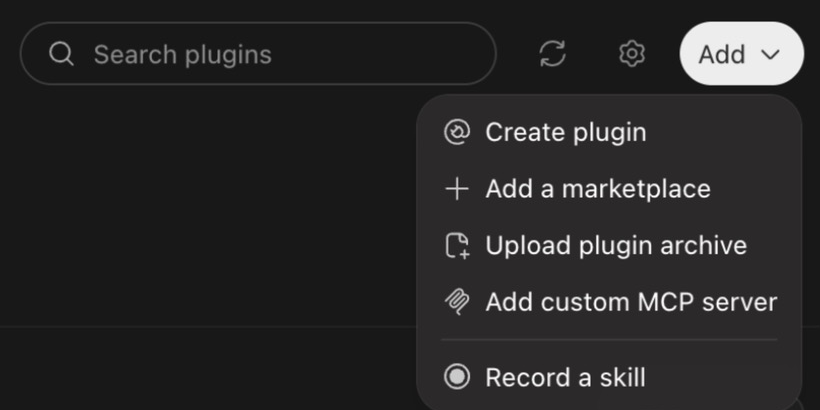 Search plugins
Add
Create plugin
Add a marketplace
Upload plugin archive
Add custom MCP server
Record a skill